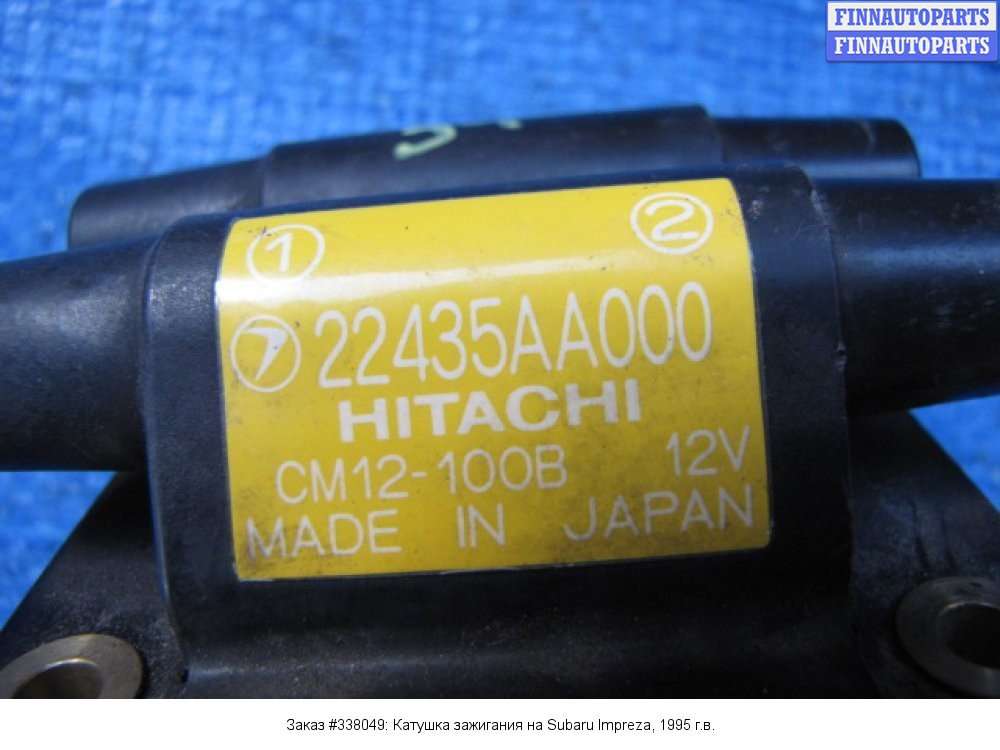 FINNAUTOPARTS
FINNAUTOPARTS
1 2
22435AA000
HITACHI
CM12-100B 12V
MADE IN JAPAN
Заказ #338049: Катушка зажигания на Subaru Impreza, 1995 г.в.